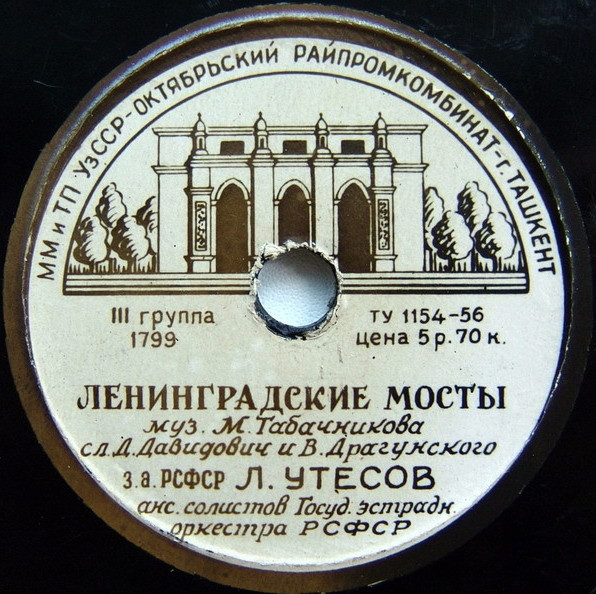 ММ и ТП УзССР-ОКТЯБРЬСКИЙ РАЙПРОМКОМБИНАТ-г. ТАШКЕНТ
III группа
1799
ТУ 1154-56
цена 5 р. 70 к.
ЛЕНИНГРАДСКИЕ МОСТЫ
муз. М. Табачникова
сл. Д. Давидович и В. Драгунского
з.а. РСФСР Л. УТЕСОВ
анс. солистов Госуд. эстрадн.
оркестра РСФСР